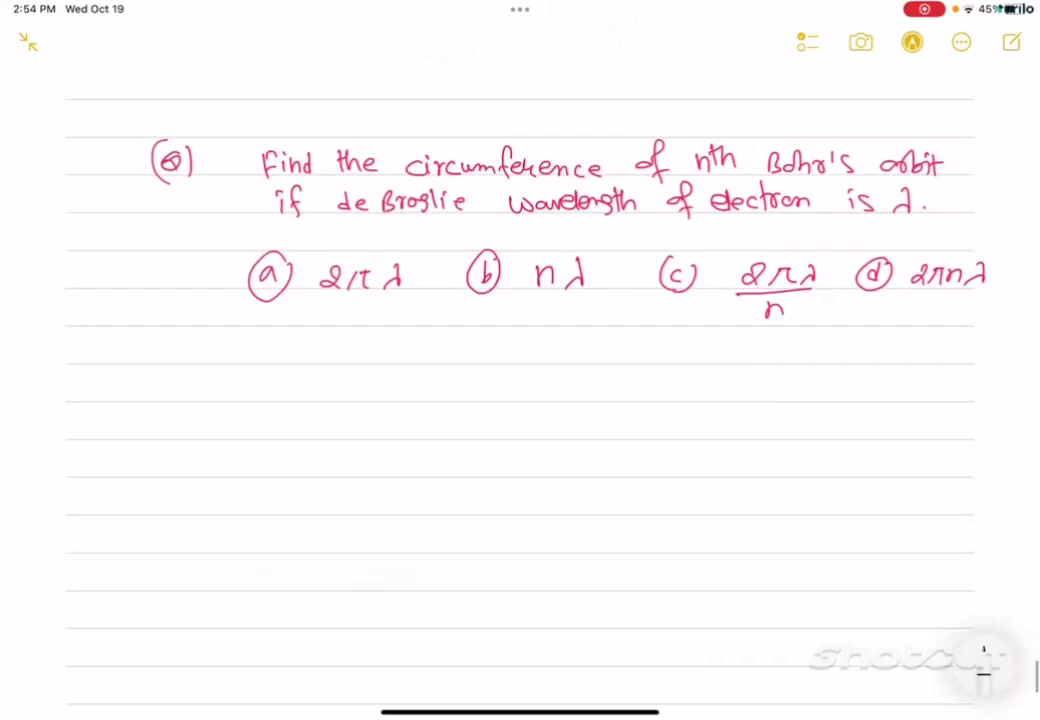 2:54 PM Wed Oct 19
45%
(Q) Find the circumference of nth Bohr's orbit
if de Broglie wavelength of electron is λ.
(a) 2πλ (b) nλ (c) 2πλ/n (d) 2πnλ
Shotcut